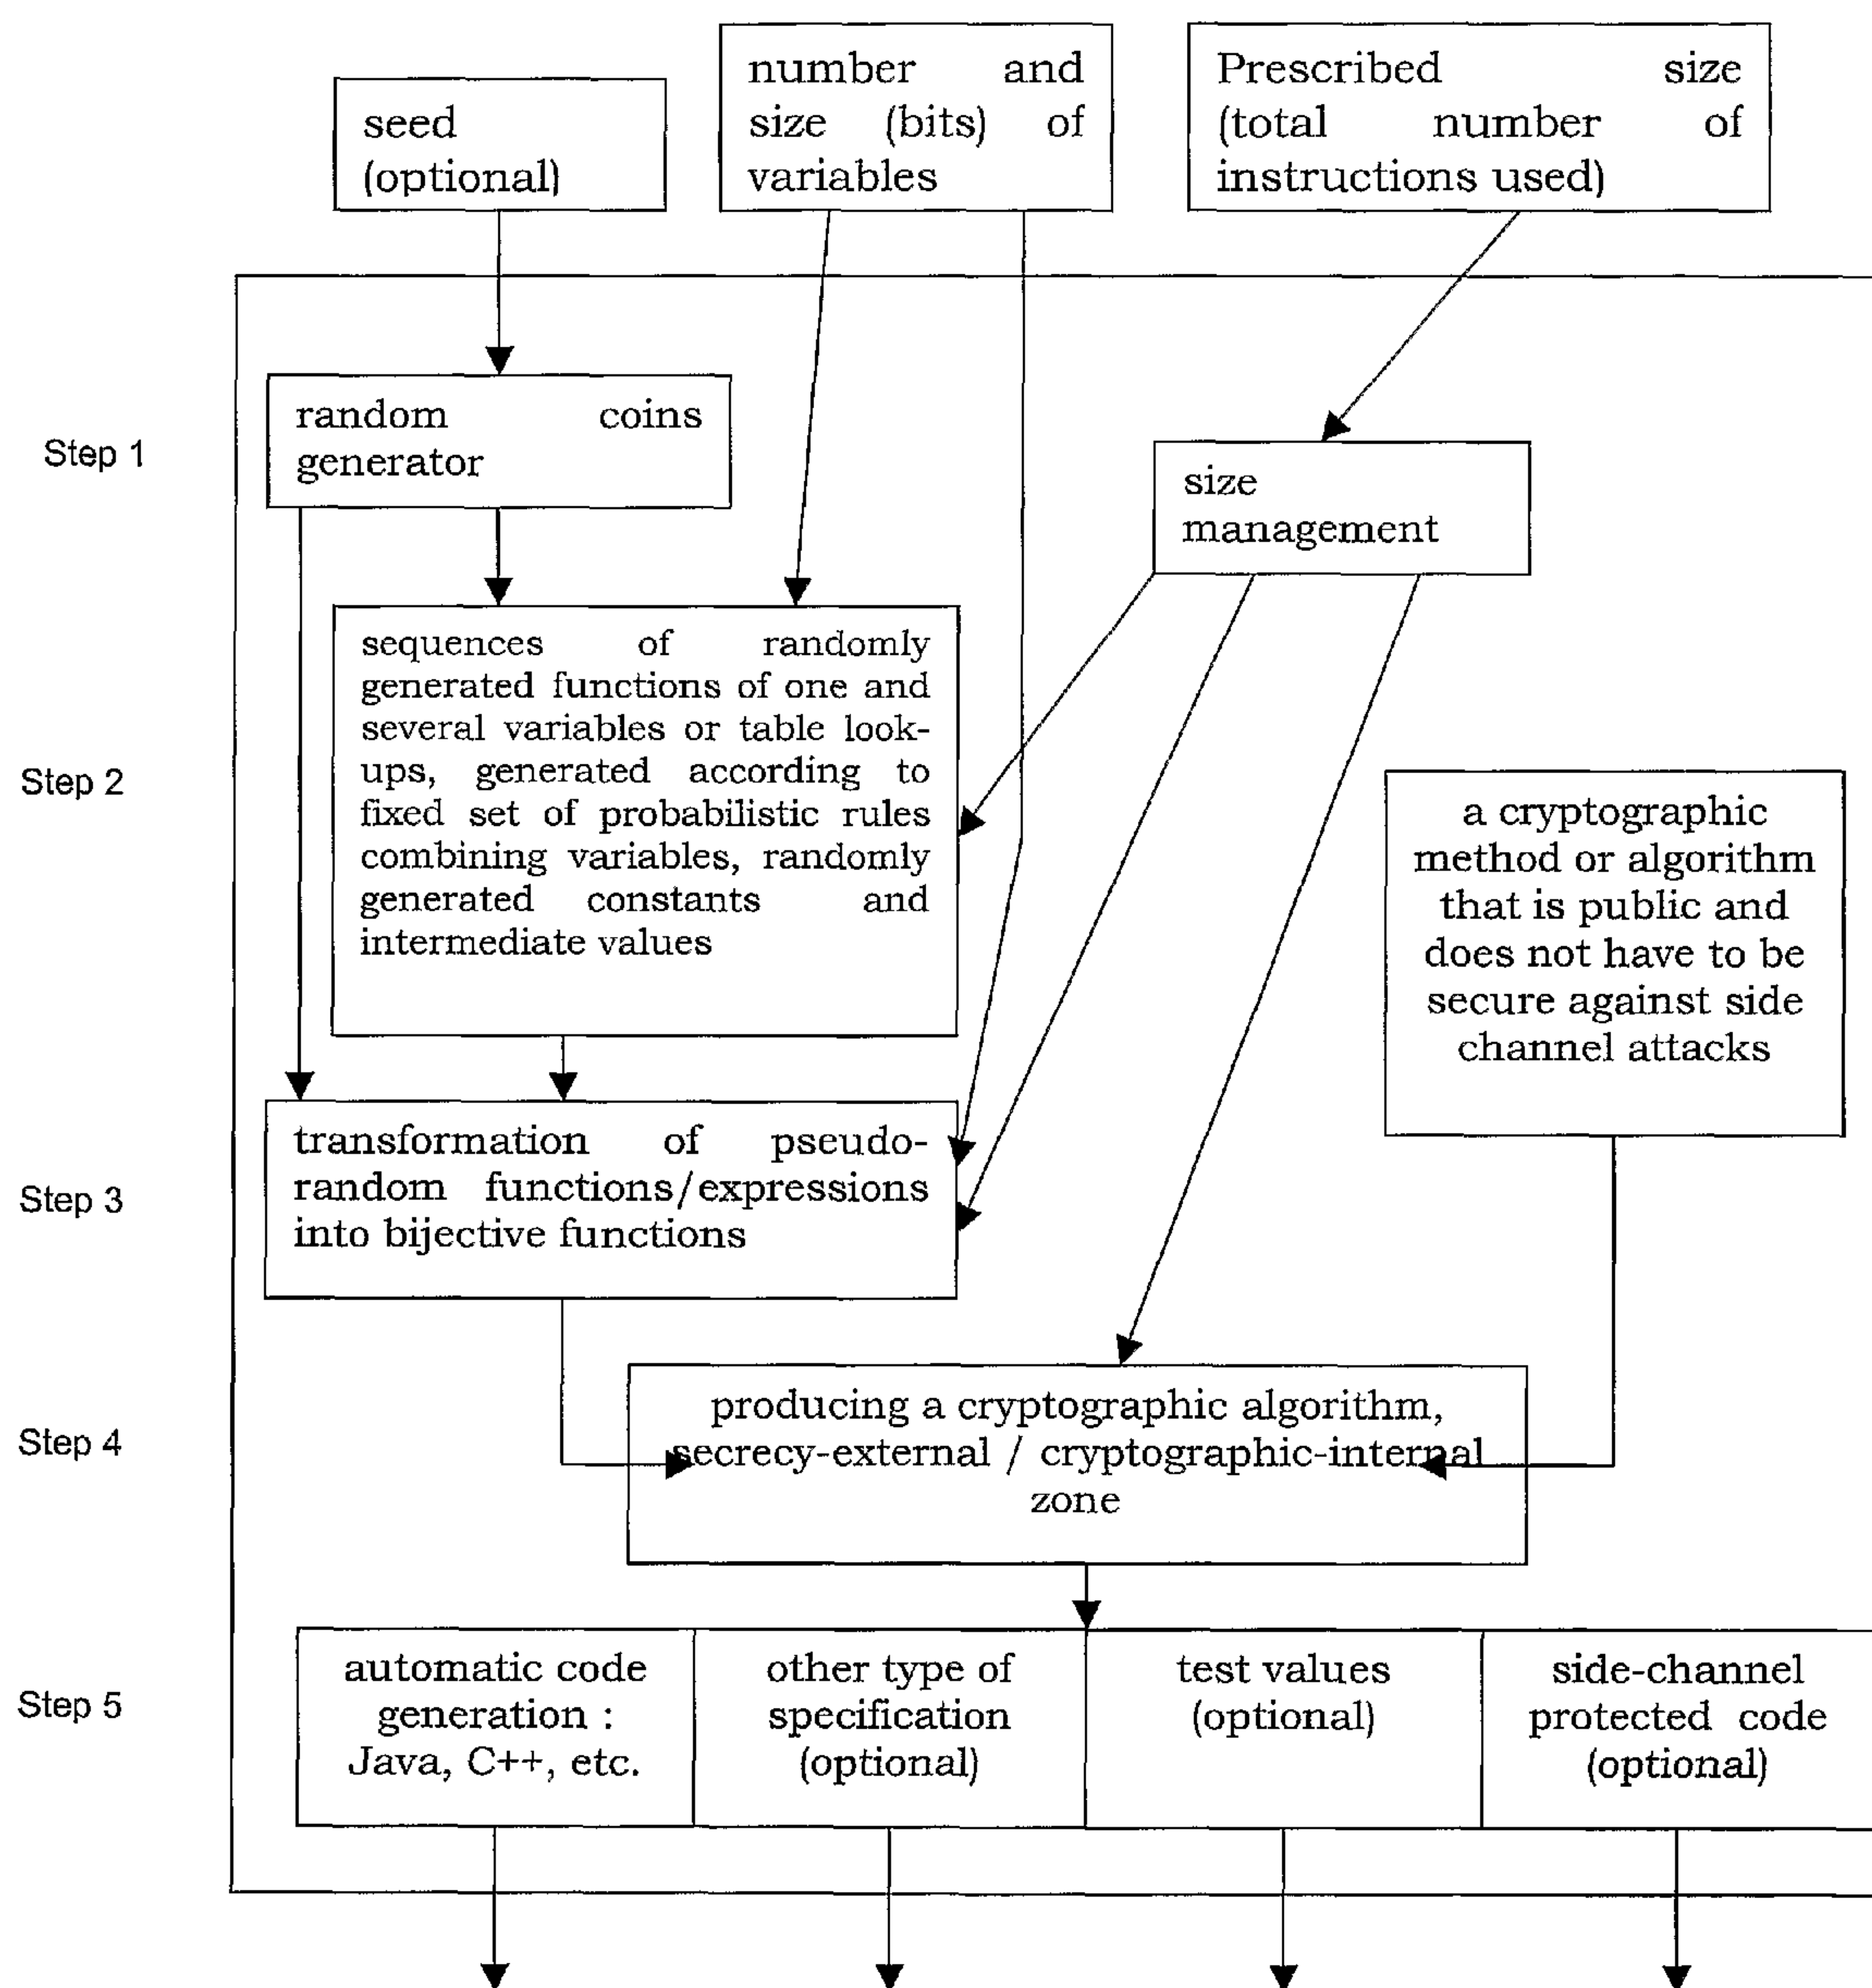 seed
(optional)
number and
size (bits) of
variables
Prescribed size
(total number of
instructions used)
Step 1
random coins
generator
size
management
Step 2
sequences of randomly
generated functions of one and
several variables or table look-
ups, generated according to
fixed set of probabilistic rules
combining variables, randomly
generated constants and
intermediate values
a cryptographic
method or algorithm
that is public and
does not have to be
secure against side
channel attacks
Step 3
transformation of pseudo-
random functions/expressions
into bijective functions
Step 4
producing a cryptographic algorithm,
secrecy-external / cryptographic-internal
zone
Step 5
automatic code
generation :
Java, C++, etc.
other type of
specification
(optional)
test values
(optional)
side-channel
protected code
(optional)